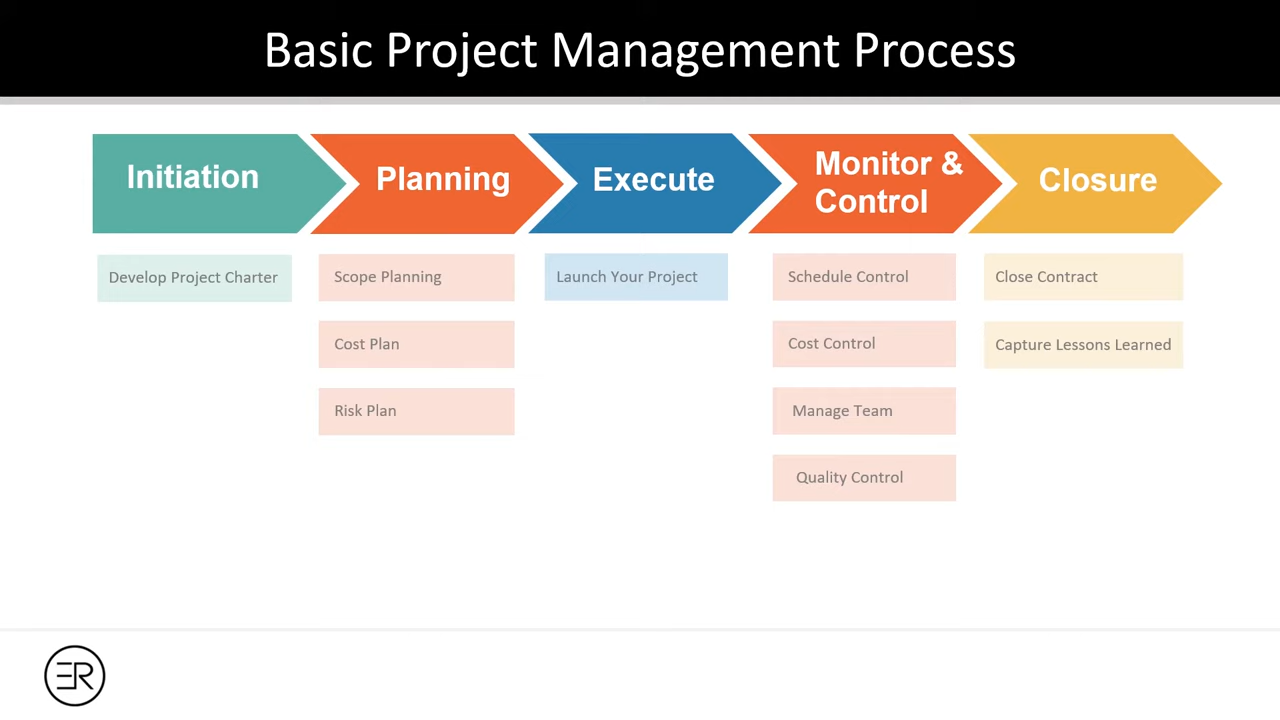 Basic Project Management Process
Initiation
Planning
Execute
Monitor &
Control
Closure
Develop Project Charter
Scope Planning
Cost Plan
Risk Plan
Launch Your Project
Schedule Control
Cost Control
Manage Team
Quality Control
Close Contract
Capture Lessons Learned
ER